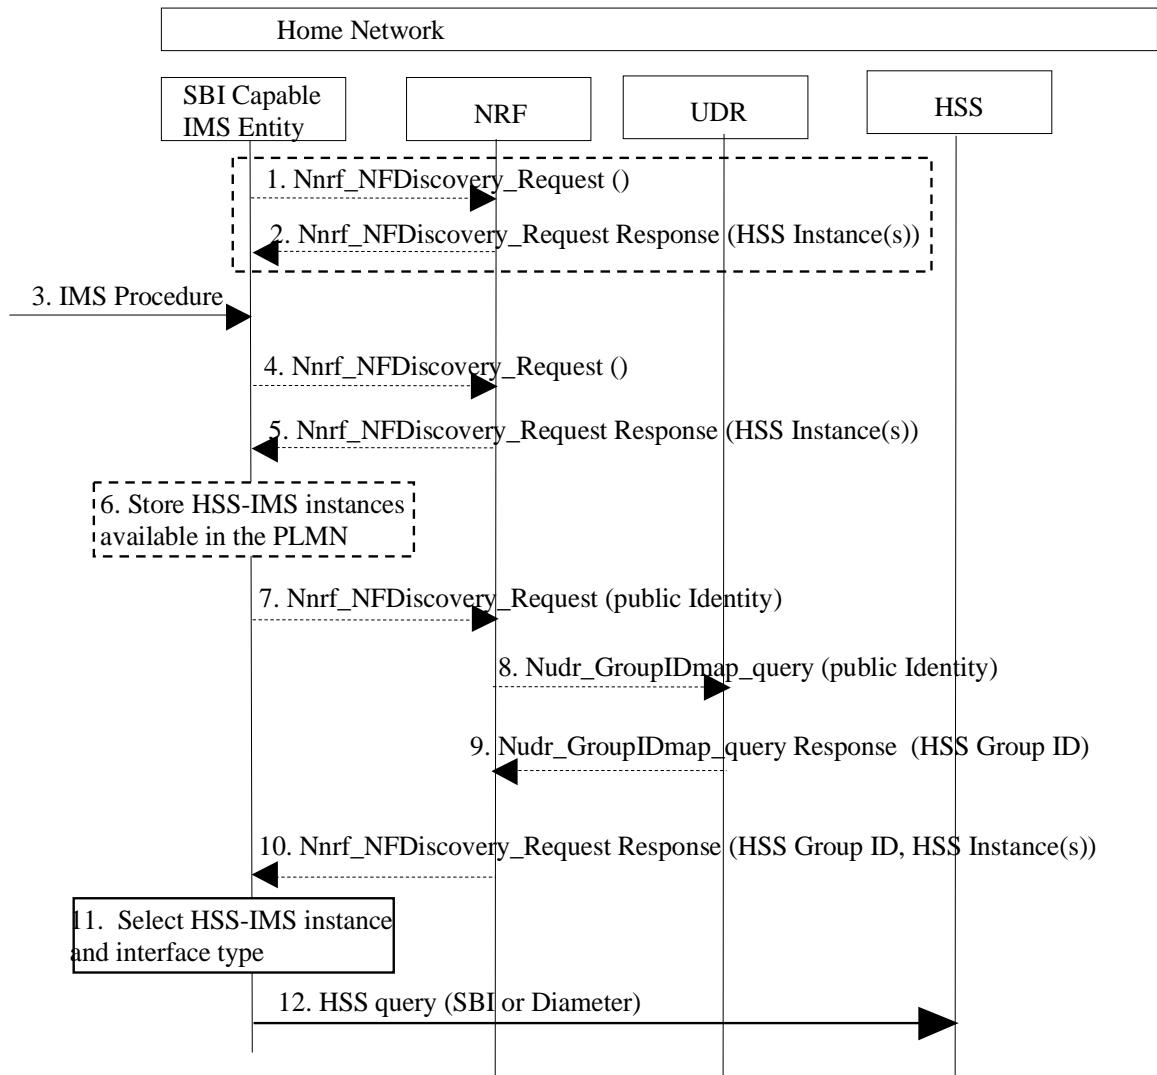 Home Network
SBI Capable
IMS Entity
NRF
UDR
HSS
1. Nnrf_NFDiscovery_Request ()
2. Nnrf_NFDiscovery_Request Response (HSS Instance(s))
3. IMS Procedure
4. Nnrf_NFDiscovery_Request ()
5. Nnrf_NFDiscovery_Request Response (HSS Instance(s))
6. Store HSS-IMS instances
available in the PLMN
7. Nnrf_NFDiscovery_Request (public Identity)
8. Nudr_GroupIDmap_query (public Identity)
9. Nudr_GroupIDmap_query Response (HSS Group ID)
10. Nnrf_NFDiscovery_Request Response (HSS Group ID, HSS Instance(s))
11. Select HSS-IMS instance
and interface type
12. HSS query (SBI or Diameter)